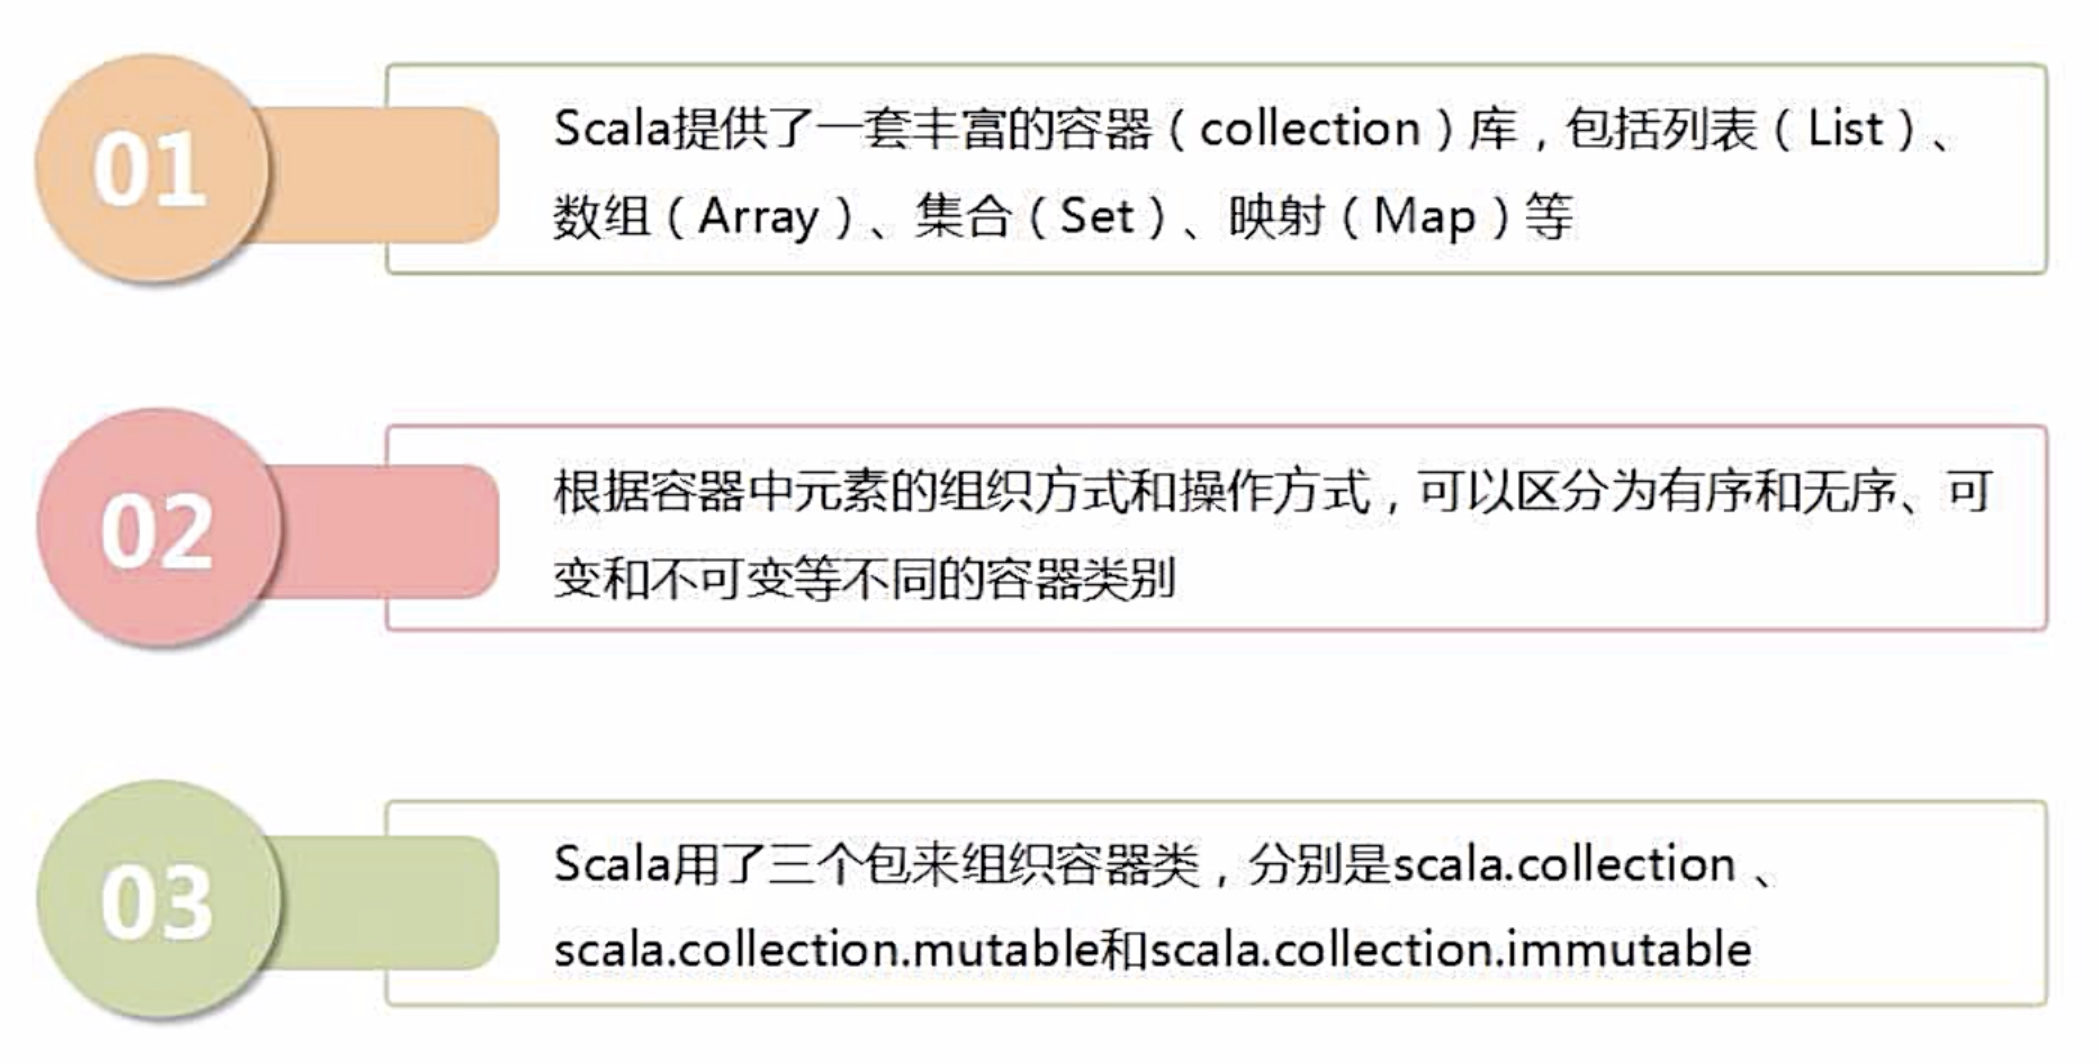 01
Scala提供了一套丰富的容器（collection）库，包括列表（List）、
数组（Array）、集合（Set）、映射（Map）等
02
根据容器中元素的组织方式和操作方式，可以区分为有序和无序、可
变和不可变等不同的容器类别
03
Scala用了三个包来组织容器类，分别是scala.collection 、
scala.collection.mutable和scala.collection.immutable